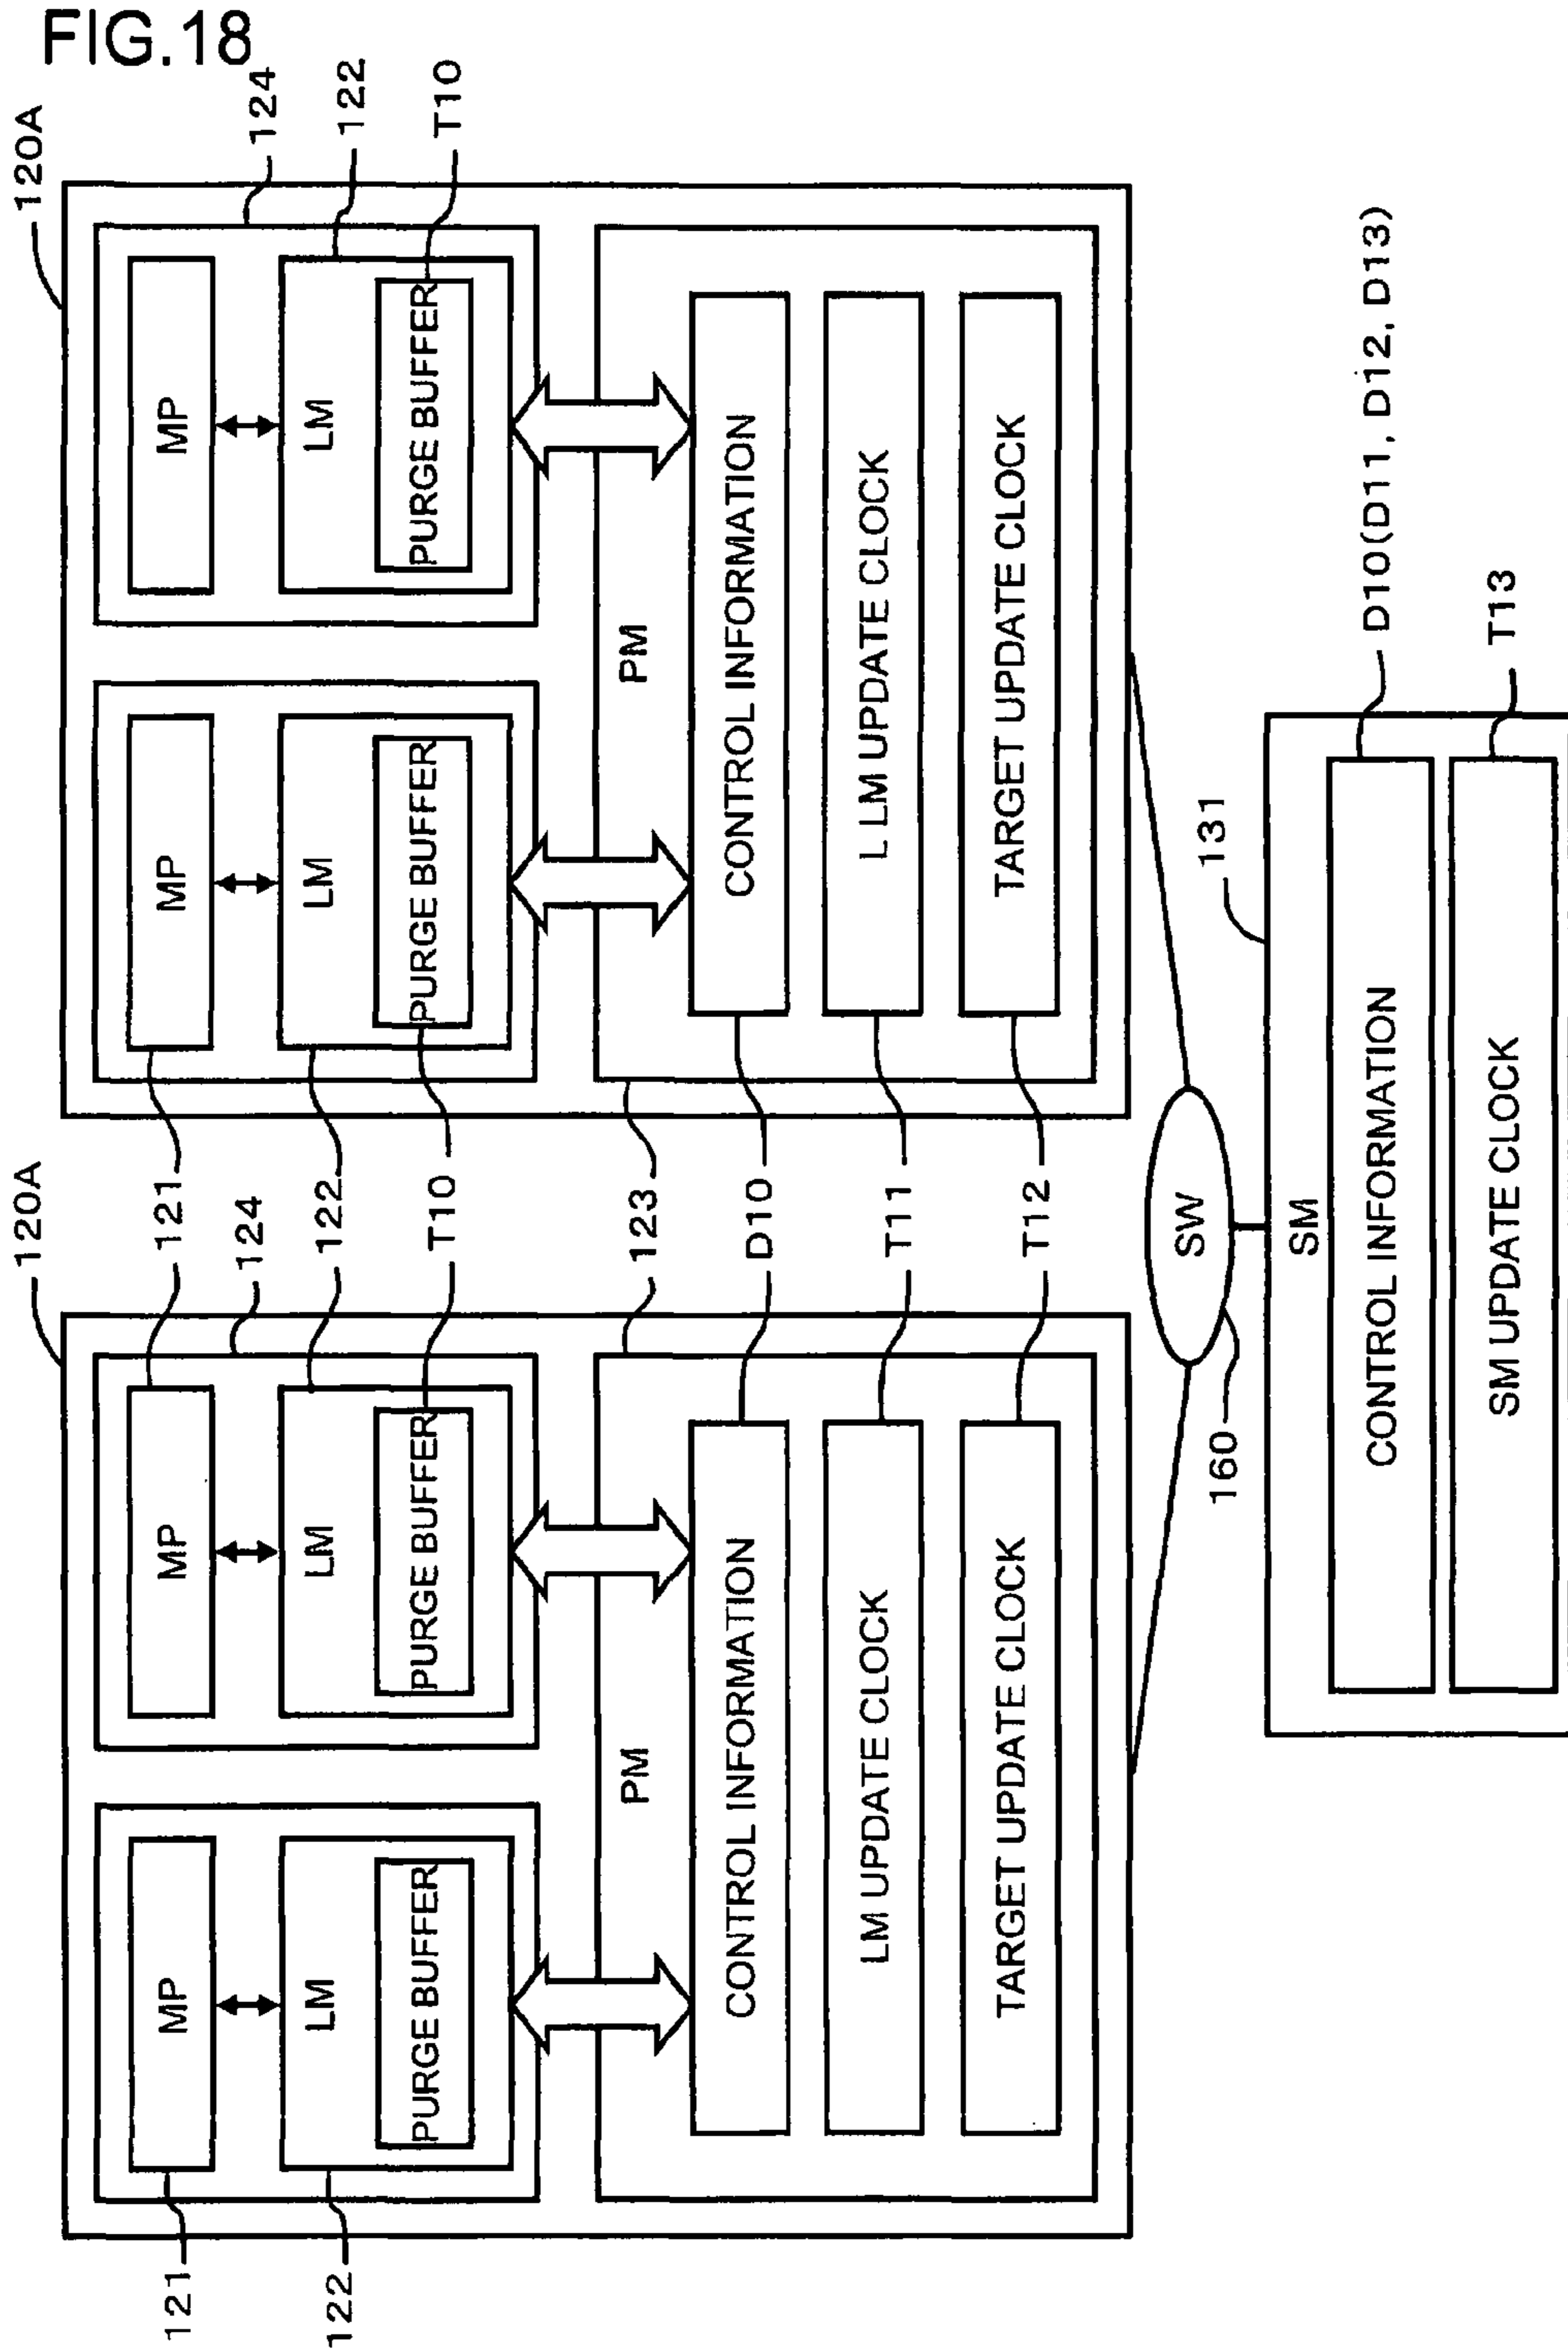 FIG.18
120A
120A
124
124
121
MP
MP
121
MP
MP
122
LM
LM
122
LM
LM
122
PURGE BUFFER
PURGE BUFFER
T10
PURGE BUFFER
PURGE BUFFER
T10
PM
123
PM
CONTROL INFORMATION
D10
CONTROL INFORMATION
LM UPDATE CLOCK
T11
L LM UPDATE CLOCK
TARGET UPDATE CLOCK
T12
TARGET UPDATE CLOCK
160
SW
131
SM
CONTROL INFORMATION
D10(D11, D12, D13)
SM UPDATE CLOCK
T13